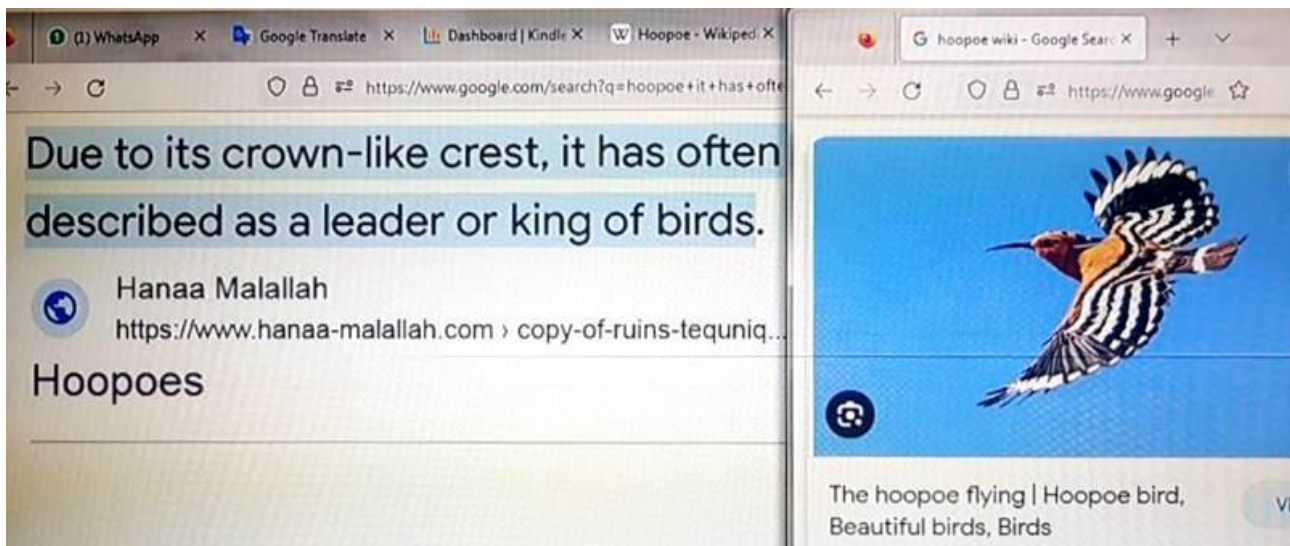 (1) WhatsApp
Google Translate
Dashboard | Kindle
Hoopoe - Wikiped
https://www.google.com/search?q=hoopoe+it+has+ofte
Due to its crown-like crest, it has often
described as a leader or king of birds.
Hanaa Malallah
https://www.hanaa-malallah.com › copy-of-ruins-tequniq...
Hoopoes
hoopoe wiki - Google Searc
https://www.google
The hoopoe flying | Hoopoe bird,
Beautiful birds, Birds